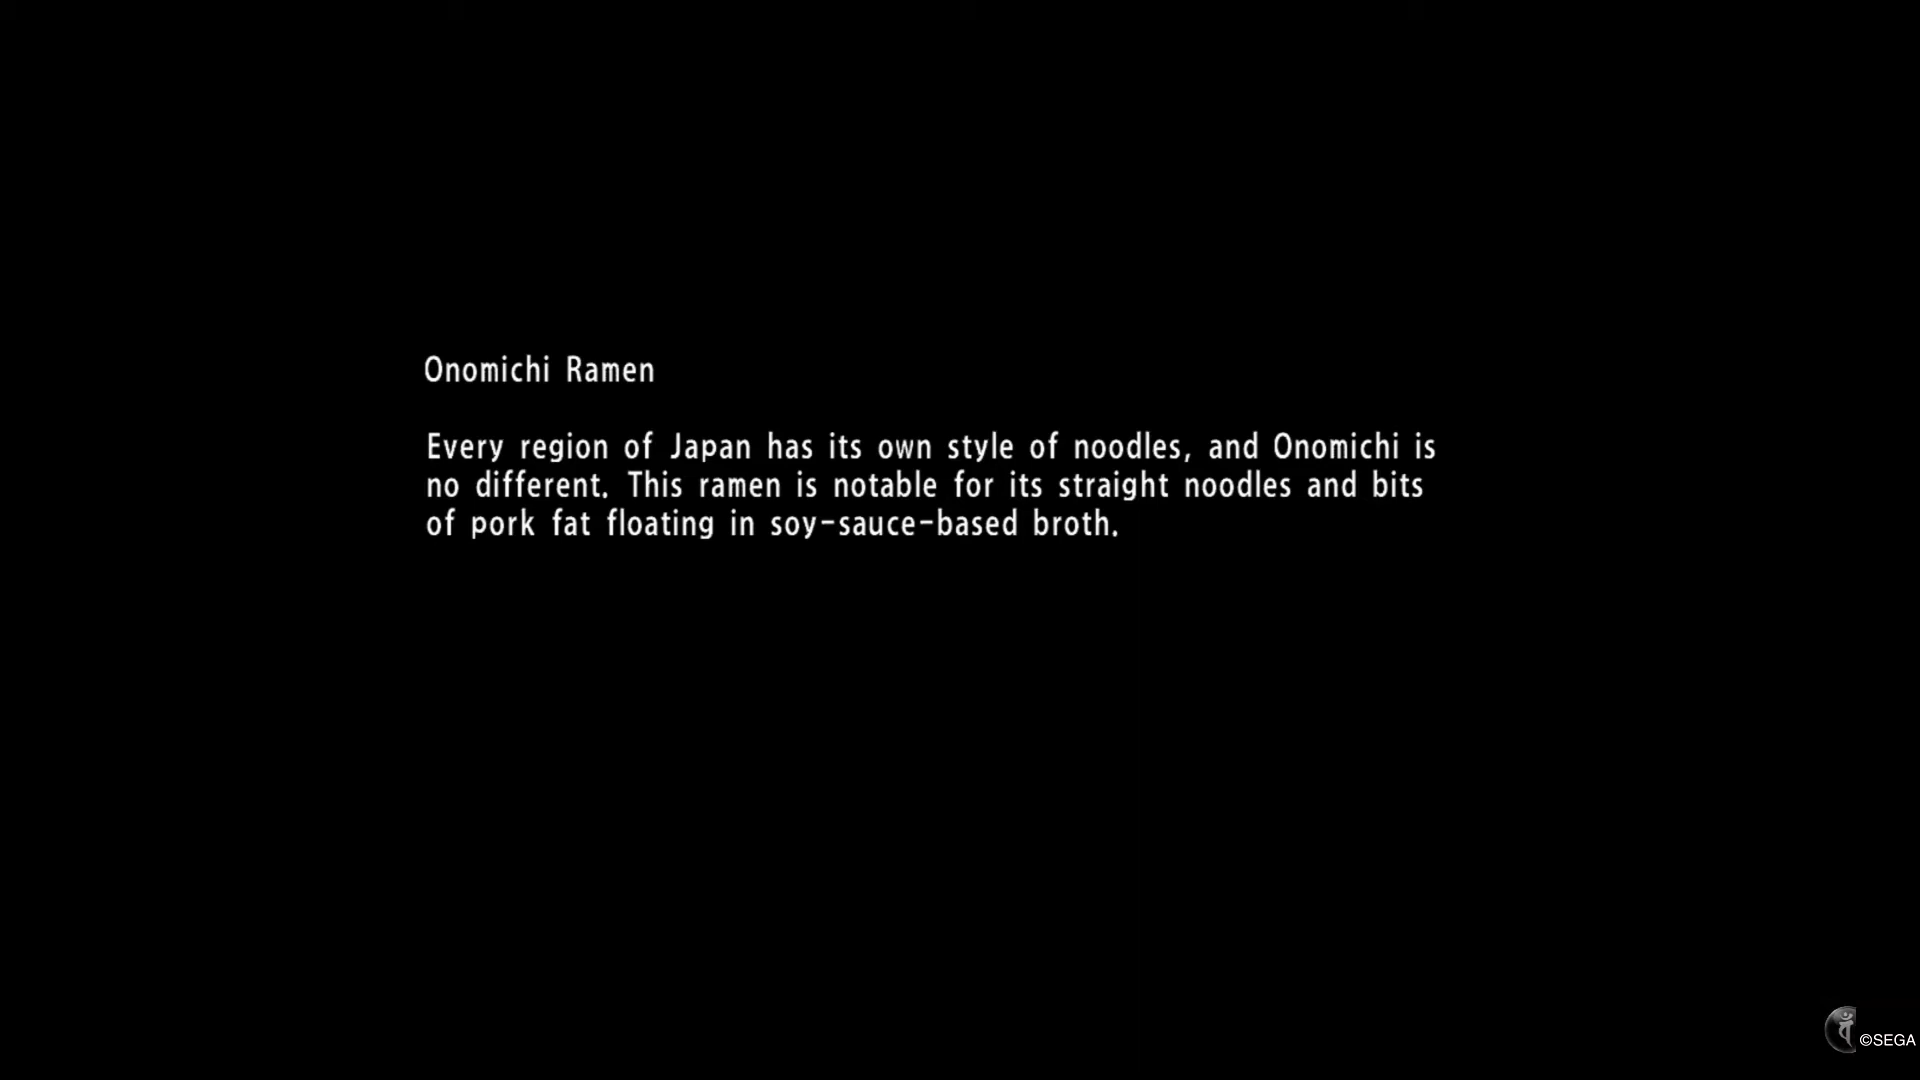 Onomichi Ramen
Every region of Japan has its own style of noodles, and Onomichi is
no different. This ramen is notable for its straight noodles and bits
of pork fat floating in soy-sauce-based broth.
©SEGA